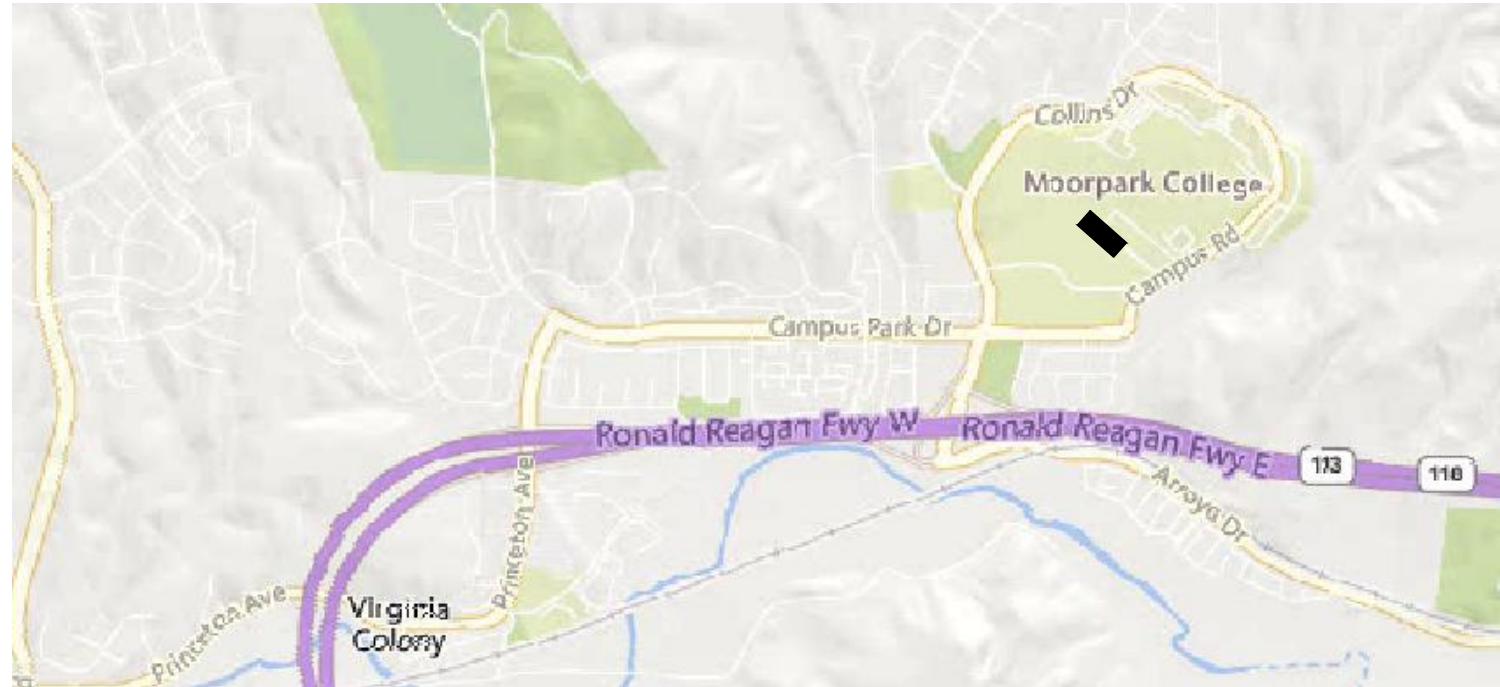 Collins Dr
Moorpark College
Campus Rd
Campus Park Dr
Ronald Reagan Fwy W
Ronald Reagan Fwy E
113
118
Arroyo Dr
Princeton Ave
Princeton Ave
Virginia
Colony